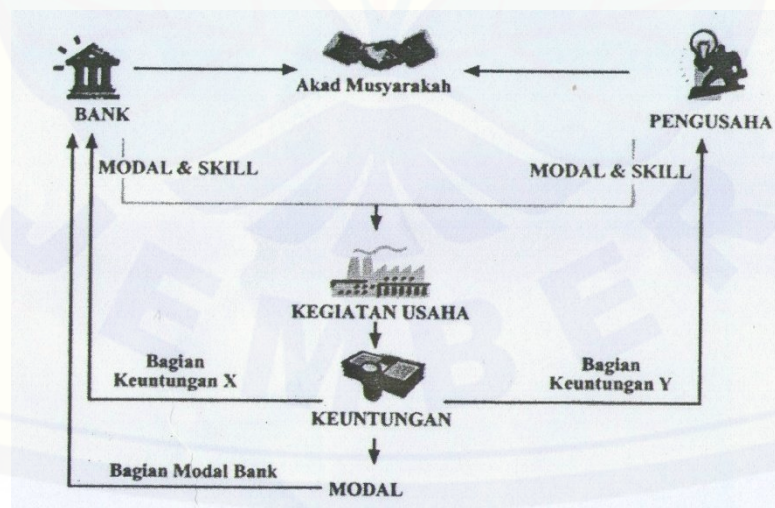 Akad Musyarakah
BANK
PENGUSAHA
MODAL & SKILL
MODAL & SKILL
KEGIATAN USAHA
Bagian
Keuntungan X
Bagian
Keuntungan Y
KEUNTUNGAN
Bagian Modal Bank
MODAL
JEMBER